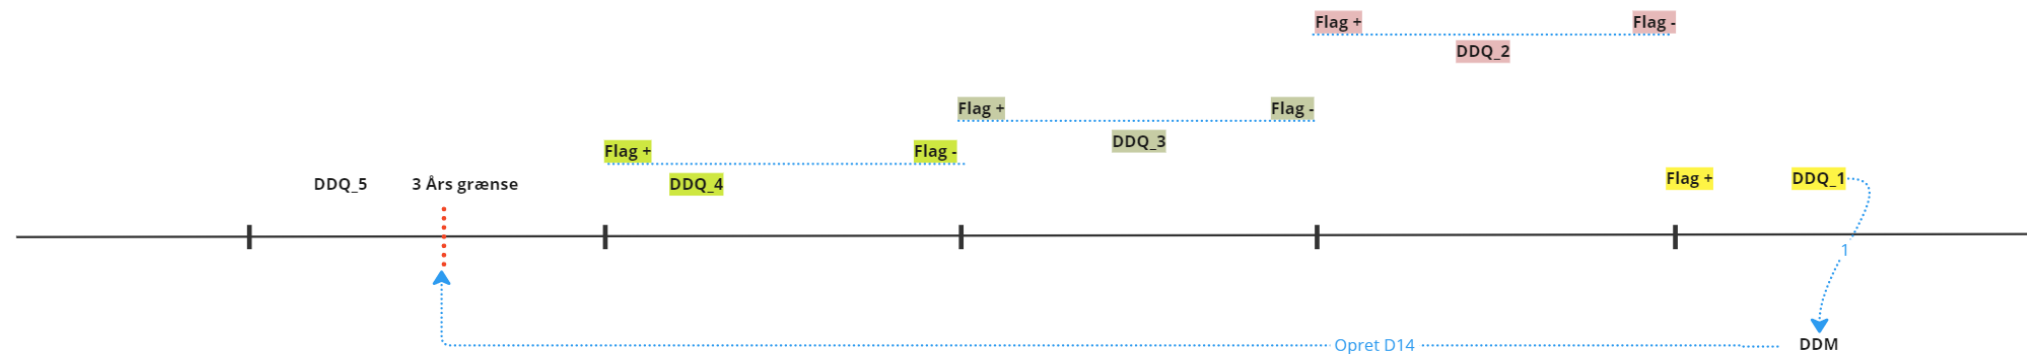 Flag +
Flag -
DDQ_2
Flag +
Flag -
DDQ_3
Flag +
Flag -
DDQ_5
3 Års grænse
DDQ_4
Flag +
DDQ_1
1
Opret D14
DDM